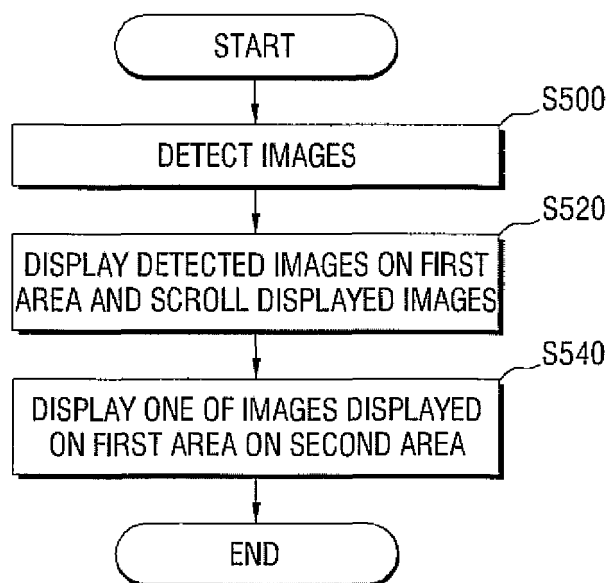 START
S500
DETECT IMAGES
S520
DISPLAY DETECTED IMAGES ON FIRST
AREA AND SCROLL DISPLAYED IMAGES
S540
DISPLAY ONE OF IMAGES DISPLAYED
ON FIRST AREA ON SECOND AREA
END